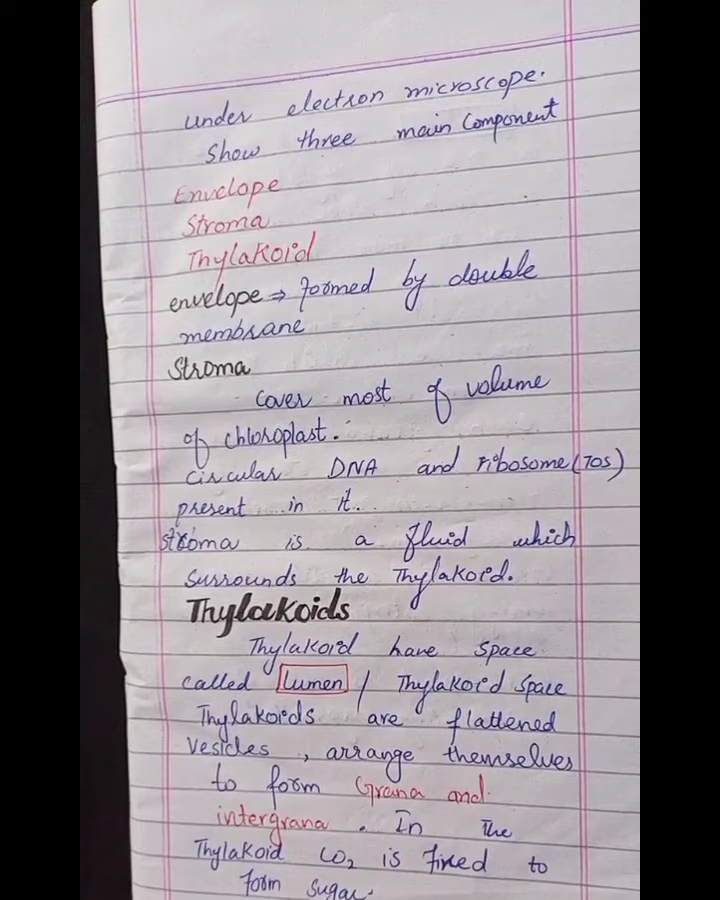 under electron microscope.
Show three main Component
Envelope
Stroma
Thylakoid
envelope ⇒ formed by double
membrane
Stroma
Cover most of volume
of chloroplast.
circular DNA and ribosome (70s)
present in it.
stroma is a fluid which
surrounds the Thylakoid.
Thylakoids
Thylakoid have space
called lumen / Thylakoid space
Thylakoids are flattened
vesicles , arrange themselves
to form Grana and
intergrana . In the
Thylakoid CO₂ is fixed to
form sugar.